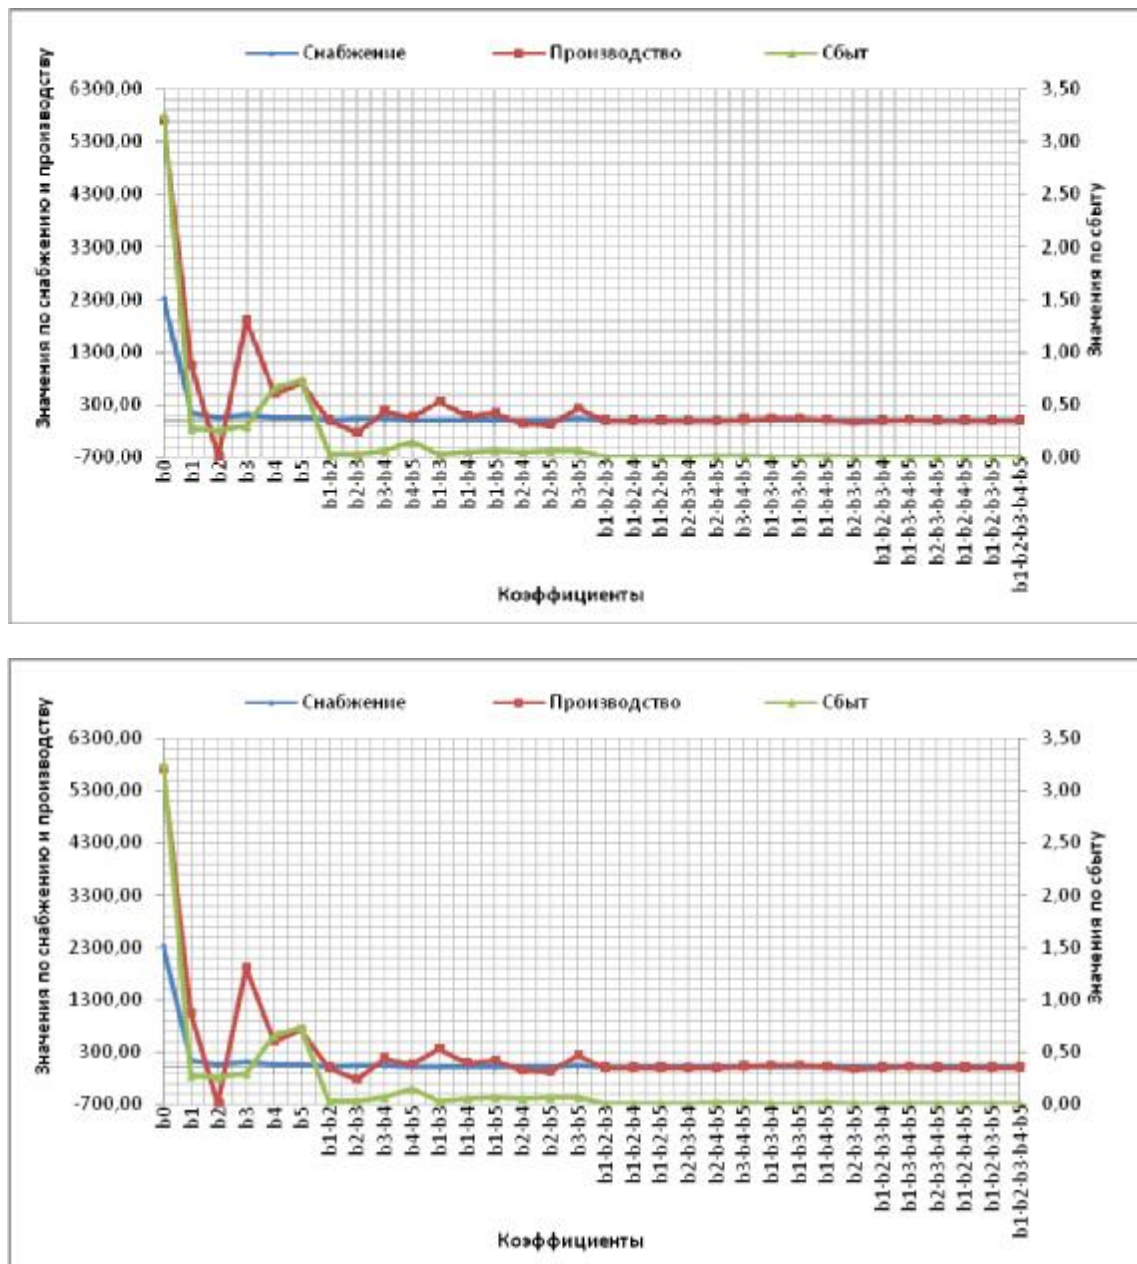 Снабжение Производство Сбыт
Значения по снабжению и производству
6300,00
5300,00
4300,00
3300,00
2300,00
1300,00
300,00
-700,00
3,50
3,00
2,50
2,00
1,50
1,00
0,50
0,00
Значения по сбыту
b0
b1
b2
b3
b4
b5
b1-b2
b2-b3
b3-b4
b4-b5
b1-b3
b1-b4
b1-b5
b2-b4
b2-b5
b3-b5
b1-b2-b3
b1-b2-b4
b1-b2-b5
b2-b3-b4
b2-b4-b5
b3-b4-b5
b1-b3-b4
b1-b3-b5
b1-b4-b5
b2-b3-b5
b1-b2-b3-b4
b1-b3-b4-b5
b2-b3-b4-b5
b1-b2-b4-b5
b1-b2-b3-b5
b1-b2-b3-b4-b5
Коэффициенты
Снабжение Производство Сбыт
Значения по снабжению и производству
6300,00
5300,00
4300,00
3300,00
2300,00
1300,00
300,00
-700,00
3,50
3,00
2,50
2,00
1,50
1,00
0,50
0,00
Значения по сбыту
b0
b1
b2
b3
b4
b5
b1-b2
b2-b3
b3-b4
b4-b5
b1-b3
b1-b4
b1-b5
b2-b4
b2-b5
b3-b5
b1-b2-b3
b1-b2-b4
b1-b2-b5
b2-b3-b4
b2-b4-b5
b3-b4-b5
b1-b3-b4
b1-b3-b5
b1-b4-b5
b2-b3-b5
b1-b2-b3-b4
b1-b3-b4-b5
b2-b3-b4-b5
b1-b2-b4-b5
b1-b2-b3-b5
b1-b2-b3-b4-b5
Коэффициенты